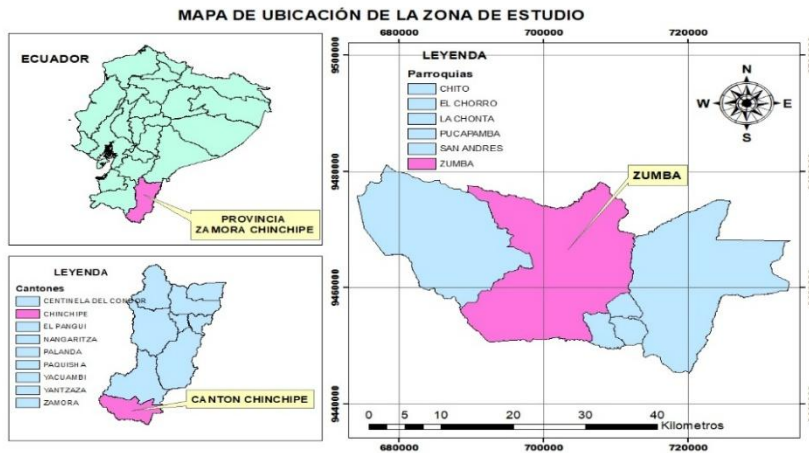 MAPA DE UBICACIÓN DE LA ZONA DE ESTUDIO
ECUADOR
PROVINCIA
ZAMORA CHINCHIPE
LEYENDA
Cantones
CENTINELA DEL CONDOR
CHINCHIPE
EL PANGUI
NANGARITZA
PALANDA
PAQUISHA
YACUAMBI
YANTZAZA
ZAMORA
CANTON CHINCHIPE
680000 700000 720000
LEYENDA
Parroquias
CHITO
EL CHORRO
LA CHONTA
PUCAPAMBA
SAN ANDRES
ZUMBA
N
W E
S
ZUMBA
9500000
9480000
9460000
9440000
0 5 10 20 30 40
Kilometros
680000 700000 720000